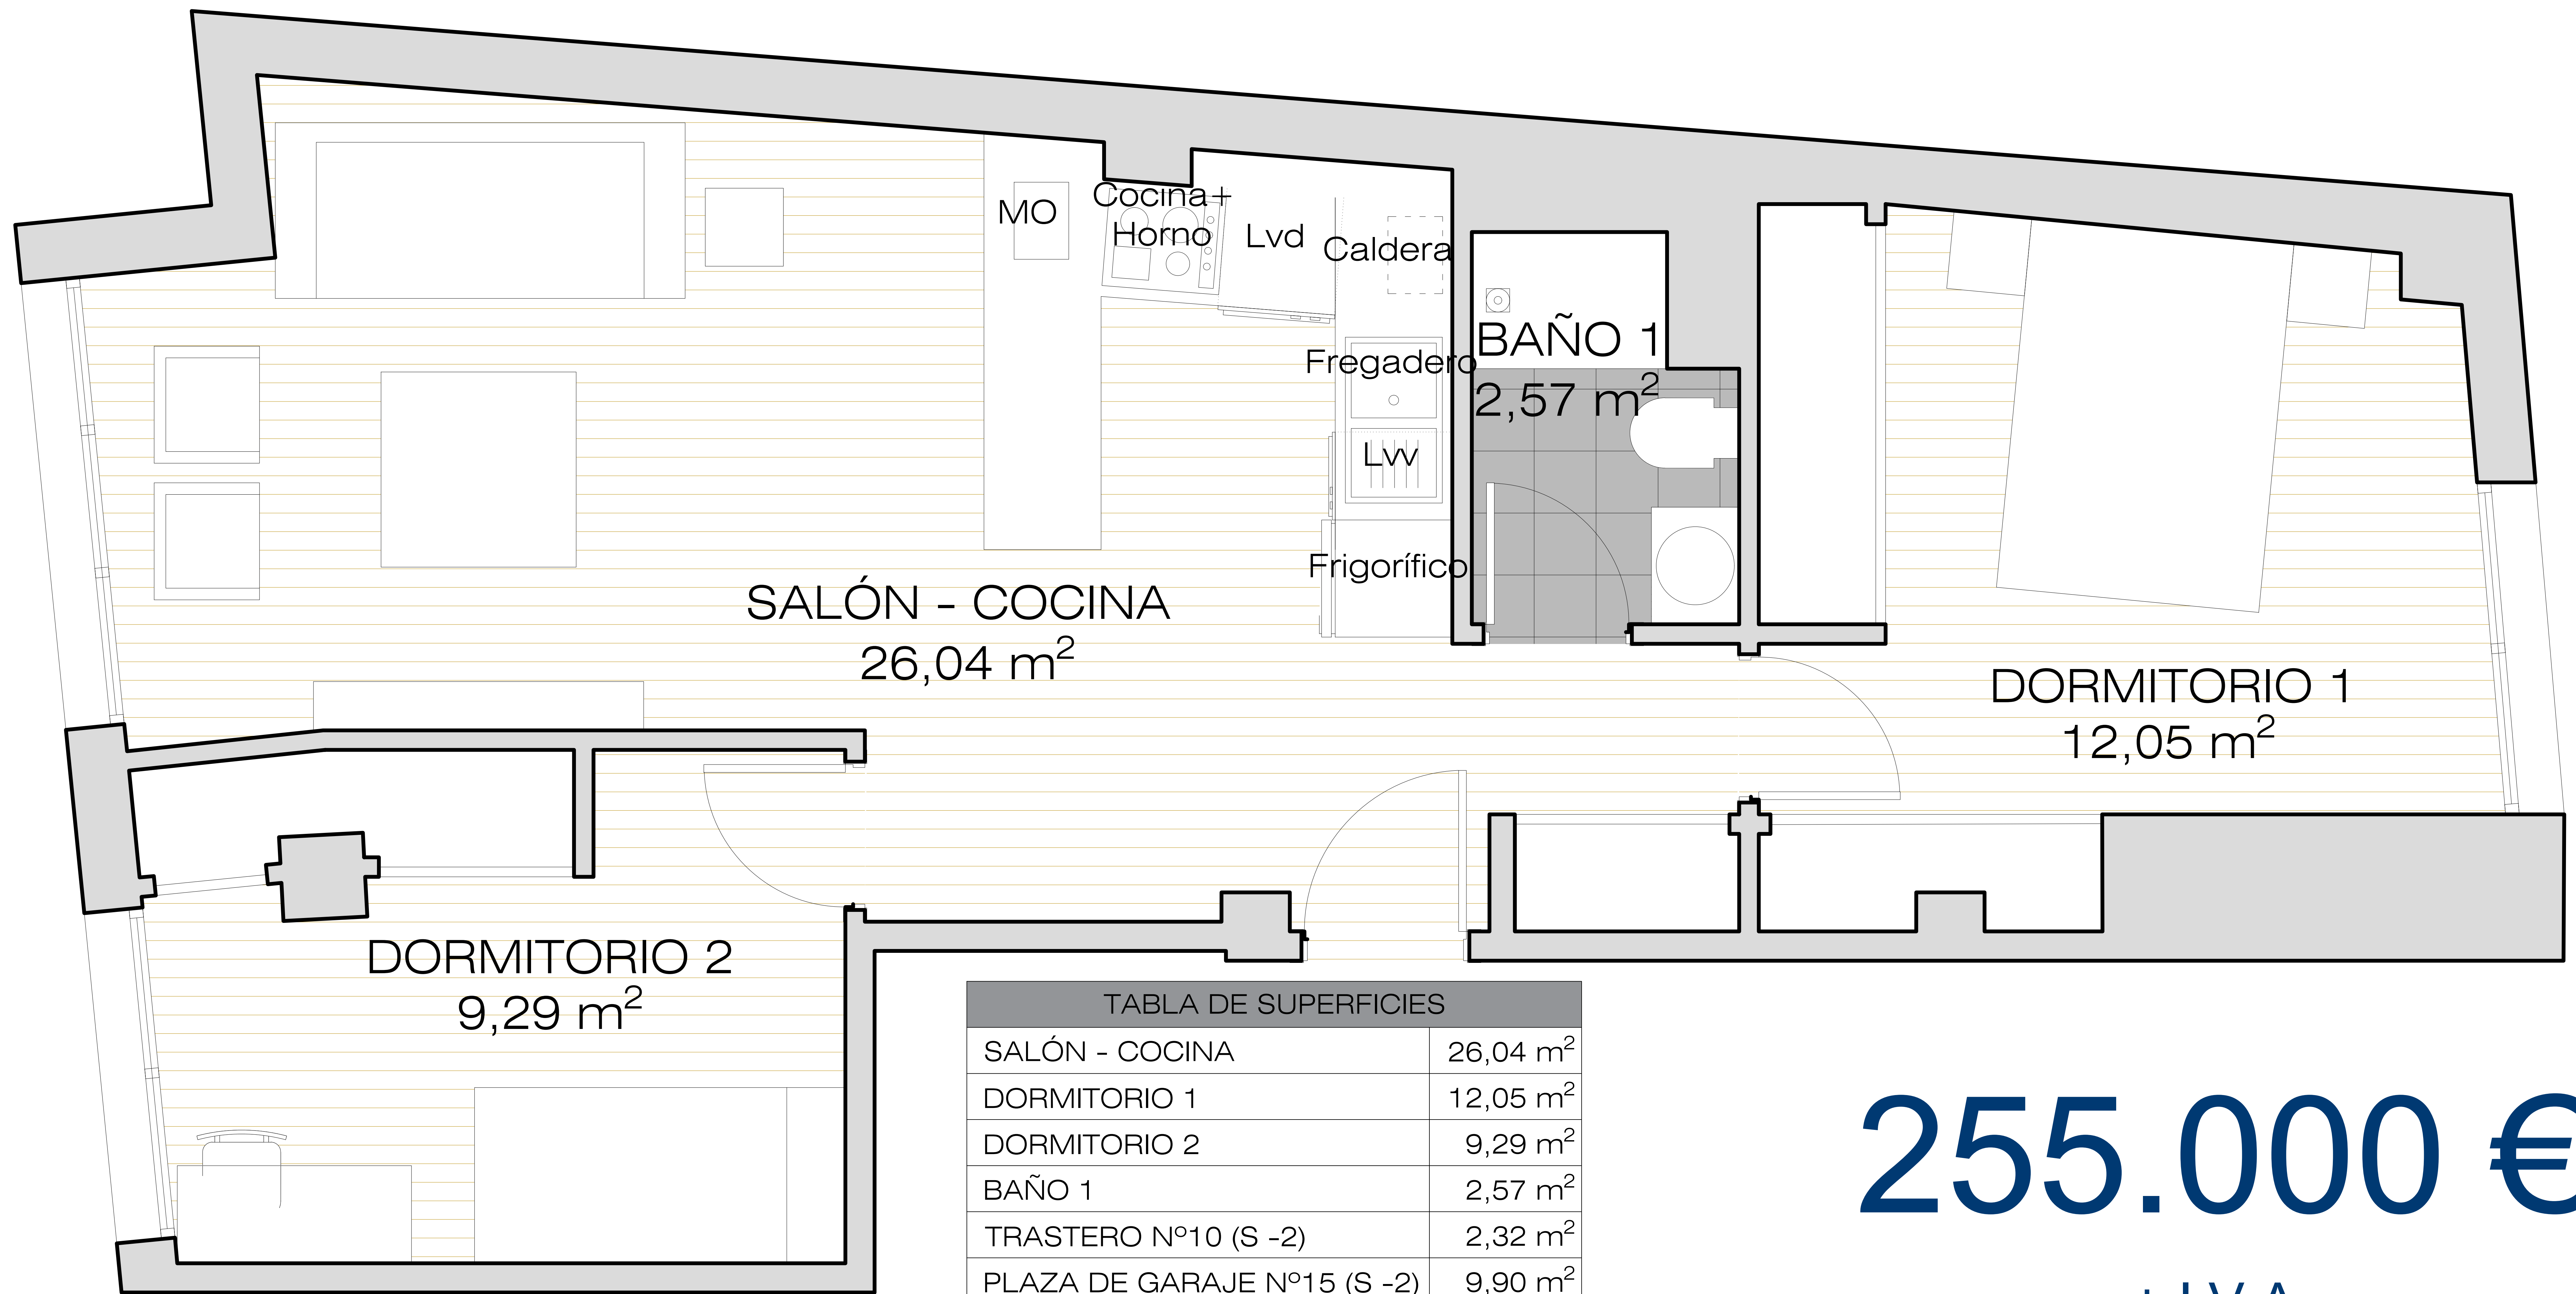 MO
Cocina+
Horno
Lvd
Caldera
Fregadero
Lvv
Frigorífico
BAÑO 1
2,57 m²
SALÓN - COCINA
26,04 m²
DORMITORIO 1
12,05 m²
DORMITORIO 2
9,29 m²
TABLA DE SUPERFICIES
SALÓN - COCINA 26,04 m²
DORMITORIO 1 12,05 m²
DORMITORIO 2 9,29 m²
BAÑO 1 2,57 m²
TRASTERO Nº10 (S -2) 2,32 m²
PLAZA DE GARAJE Nº15 (S -2) 9,90 m²
255.000 €